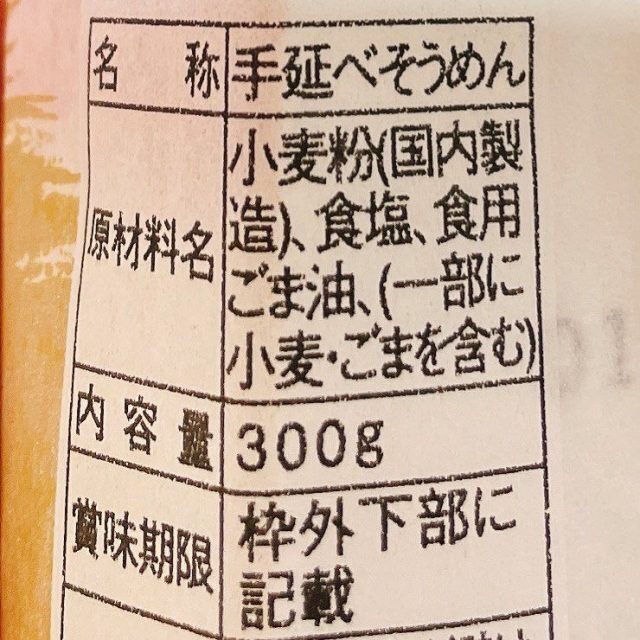 名称 手延べそうめん
原材料名 小麦粉(国内製
造)、食塩、食用
ごま油、(一部に
小麦・ごまを含む)
内容量 300g
賞味期限 枠外下部に
記載